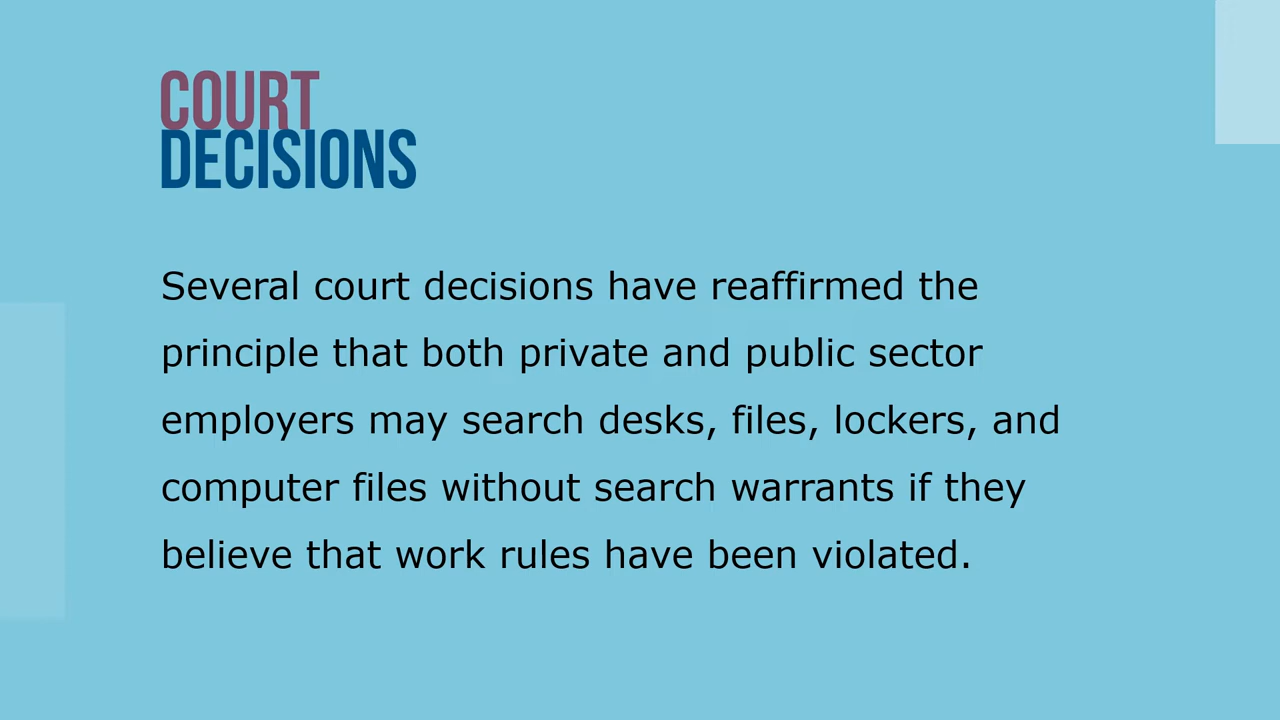 COURT
DECISIONS
Several court decisions have reaffirmed the
principle that both private and public sector
employers may search desks, files, lockers, and
computer files without search warrants if they
believe that work rules have been violated.